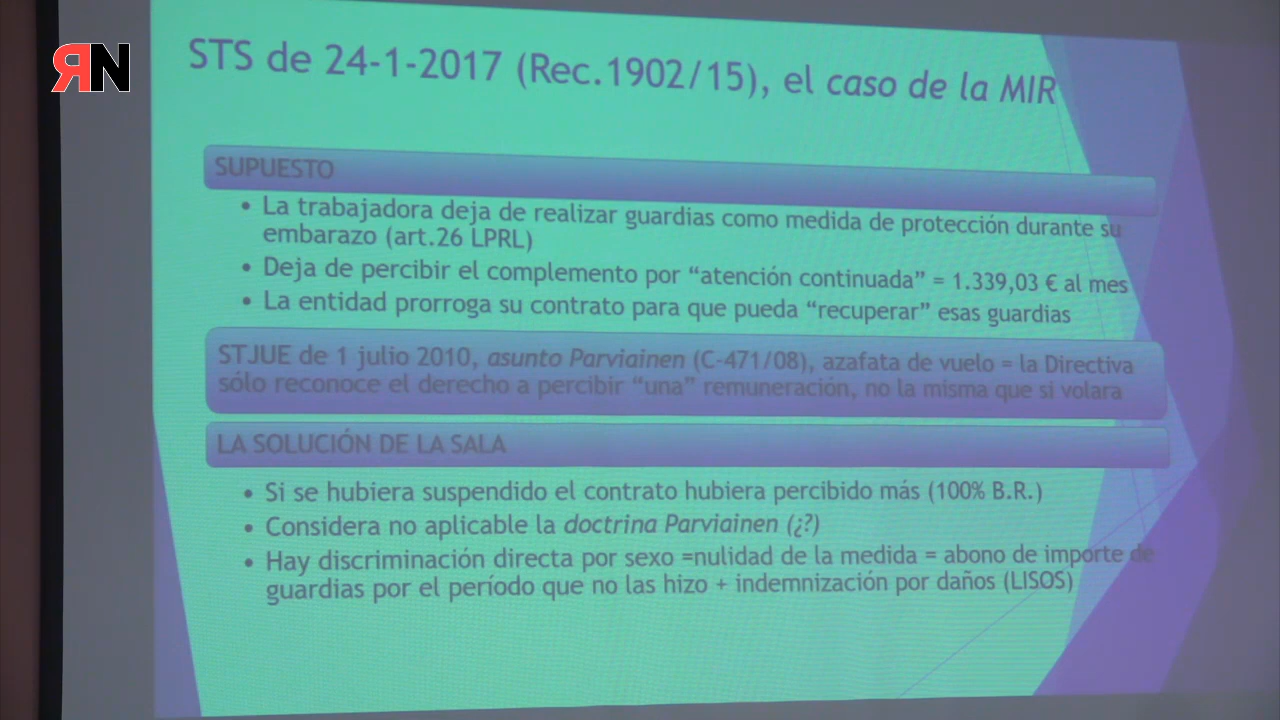 ЯN
STS de 24-1-2017 (Rec.1902/15), el caso de la MIR
SUPUESTO
• La trabajadora deja de realizar guardias como medida de protección durante su
embarazo (art.26 LPRL)
• Deja de percibir el complemento por “atención continuada” = 1.339,03 € al mes
• La entidad prorroga su contrato para que pueda “recuperar” esas guardias
STJUE de 1 julio 2010, asunto Parviainen (C-471/08), azafata de vuelo = la Directiva
sólo reconoce el derecho a percibir “una” remuneración, no la misma que si volara
LA SOLUCIÓN DE LA SALA
• Si se hubiera suspendido el contrato hubiera percibido más (100% B.R.)
• Considera no aplicable la doctrina Parviainen (¿?)
• Hay discriminación directa por sexo =nulidad de la medida = abono de importe de
guardias por el período que no las hizo + indemnización por daños (LISOS)